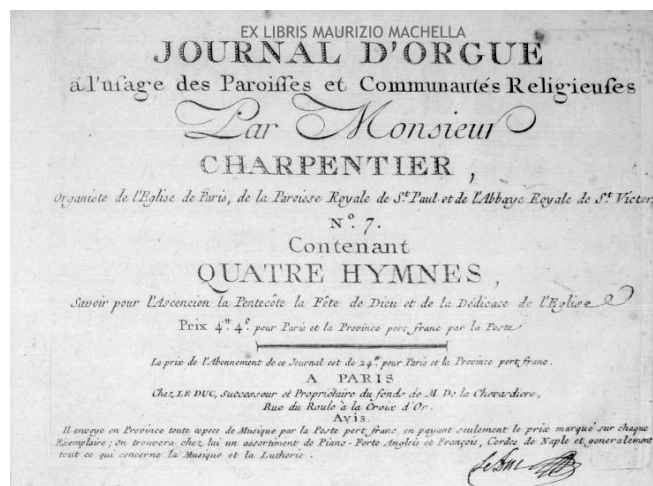 EX LIBRIS MAURIZIO MACHELLA
JOURNAL D'ORGUE
á l'usage des Paroisses et Communautés Religieuses
Par Monsieur
CHARPENTIER,
Organiste de l'Eglise de Paris, de la Paroisse Royale de St. Paul et de l'Abbaye Royale de St. Victor,
No. 7.
Contenant
QUATRE HYMNES,
Savoir pour l'Ascencion la Pentecôte la Fête de Dieu et de la Dédicace de l'Eglise
Prix 4tt. 4s. pour Paris et la Province port franc par la Poste
Le prix de l'Abonnement de ce Journal est de 24tt. pour Paris et la Province port franc.
A PARIS
Chez LE DUC, Successeur et Propriétaire du fonds de M. De la Chevardiere,
Rue du Roule à la Croix d'Or.
Avis.
Il envoye en Province toute espece de Musique par la Poste port franc, en payant seulement le prix marqué sur chaque
Exemplaire; on trouvera chez lui un assortiment de Piano-Forte Anglois et François, Cordes de Naple et generalement
tout ce qui concerne la Musique et la Lutherie.
le Duc